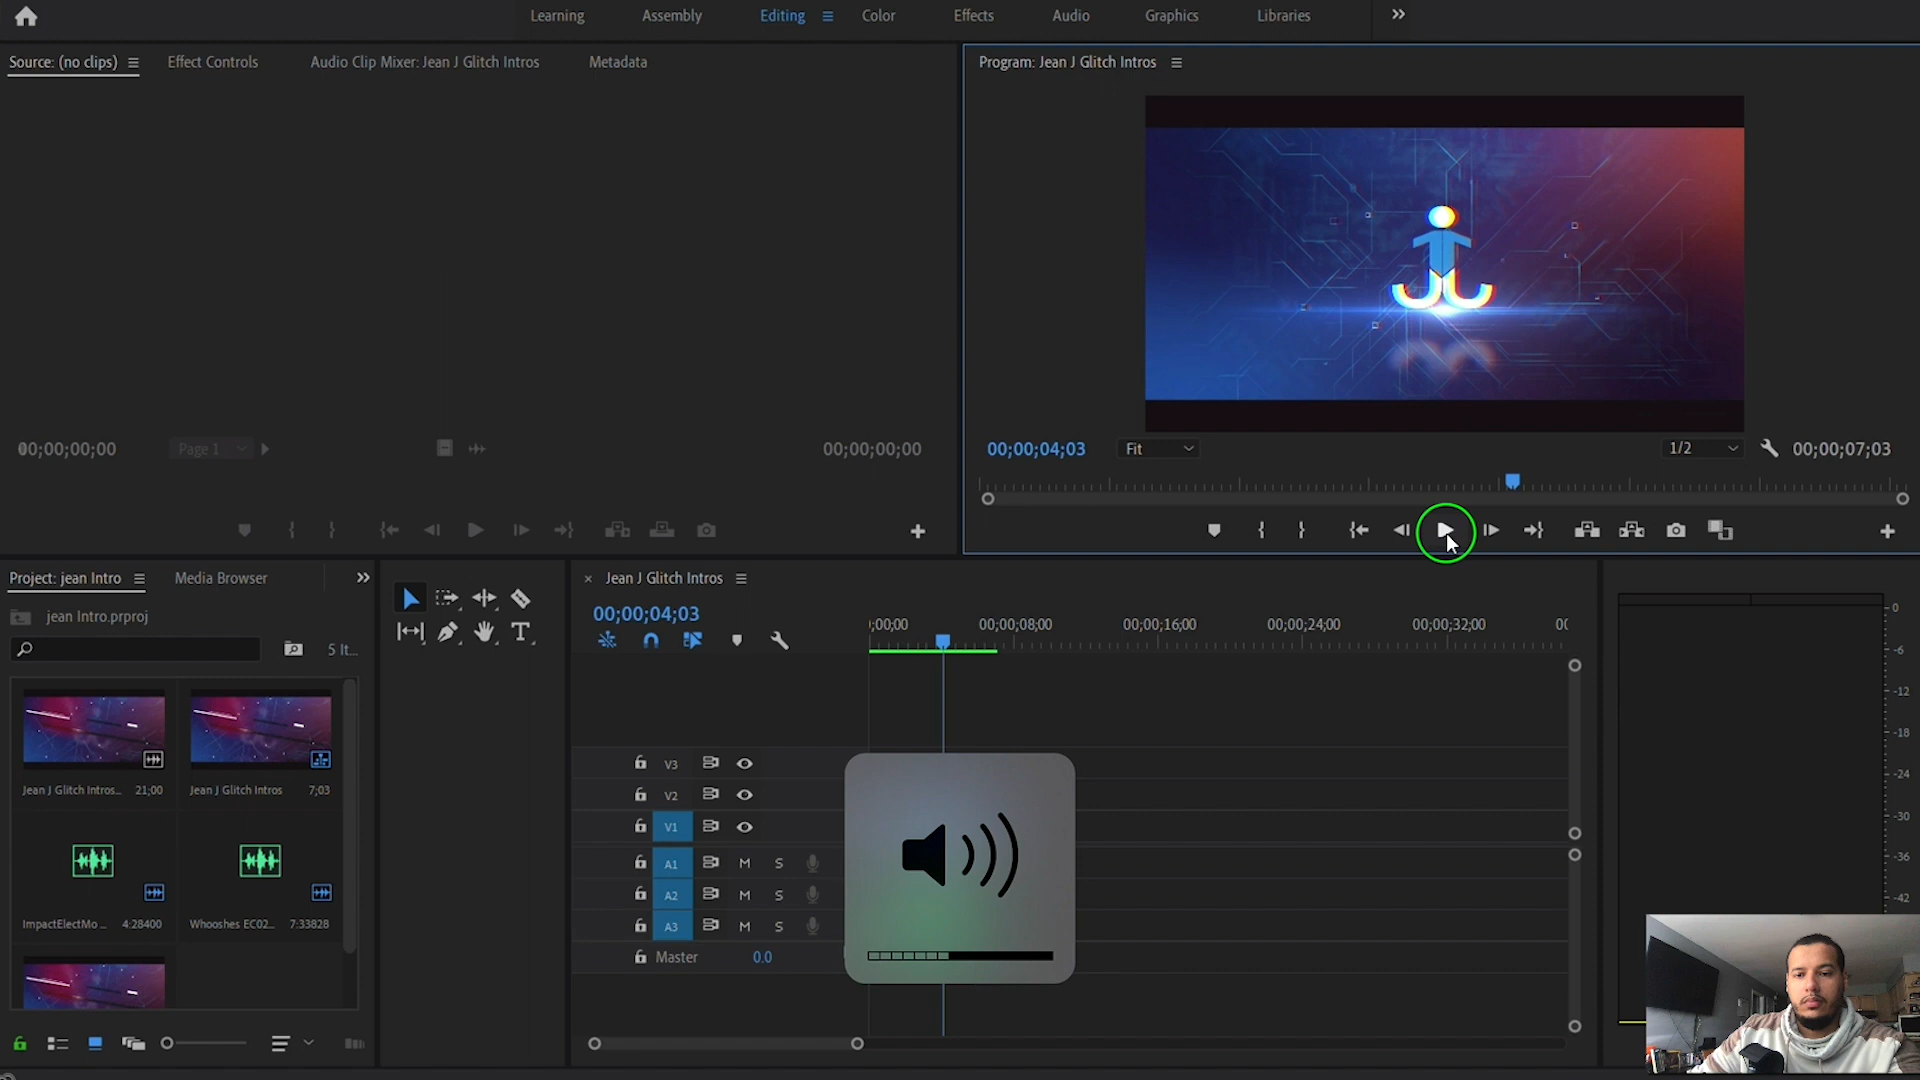 Learning Assembly Editing Color Effects Audio Graphics Libraries
Source: (no clips) Effect Controls Audio Clip Mixer: Jean J Glitch Intros Metadata
Program: Jean J Glitch Intros
00;00;00;00 Page 1 00;00;00;00
00;00;04;03 Fit 1/2 00;00;07;03
Project: jean Intro Media Browser
jean Intro.prproj
5 It...
Jean J Glitch Intros... 21;00 Jean J Glitch Intros 7;03
ImpactElectMo ... 4:28400 Whooshes EC02... 7:33828
× Jean J Glitch Intros
00;00;04;03
;00;00 00;00;08;00 00;00;16;00 00;00;24;00 00;00;32;00 00
V3
V2
V1
A1 M S
A2 M S
A3 M S
Master 0.0
0
-6
-12
-18
-24
-30
-36
-42